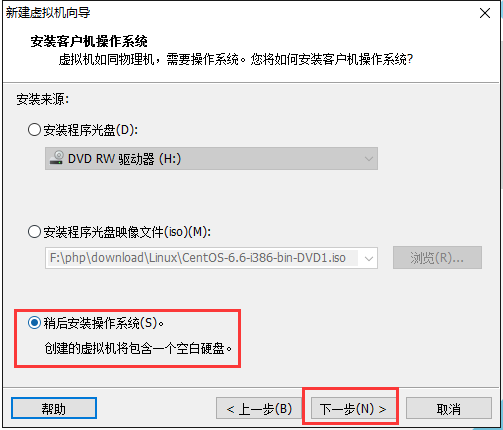 新建虚拟机向导
安装客户机操作系统
虚拟机如同物理机，需要操作系统。您将如何安装客户机操作系统?
安装来源:
安装程序光盘(D):
DVD RW 驱动器 (H:)
安装程序光盘映像文件(iso)(M):
F:\php\download\Linux\CentOS-6.6-i386-bin-DVD1.iso
浏览(R)...
稍后安装操作系统(S)。
创建的虚拟机将包含一个空白硬盘。
帮助
< 上一步(B)
下一步(N) >
取消